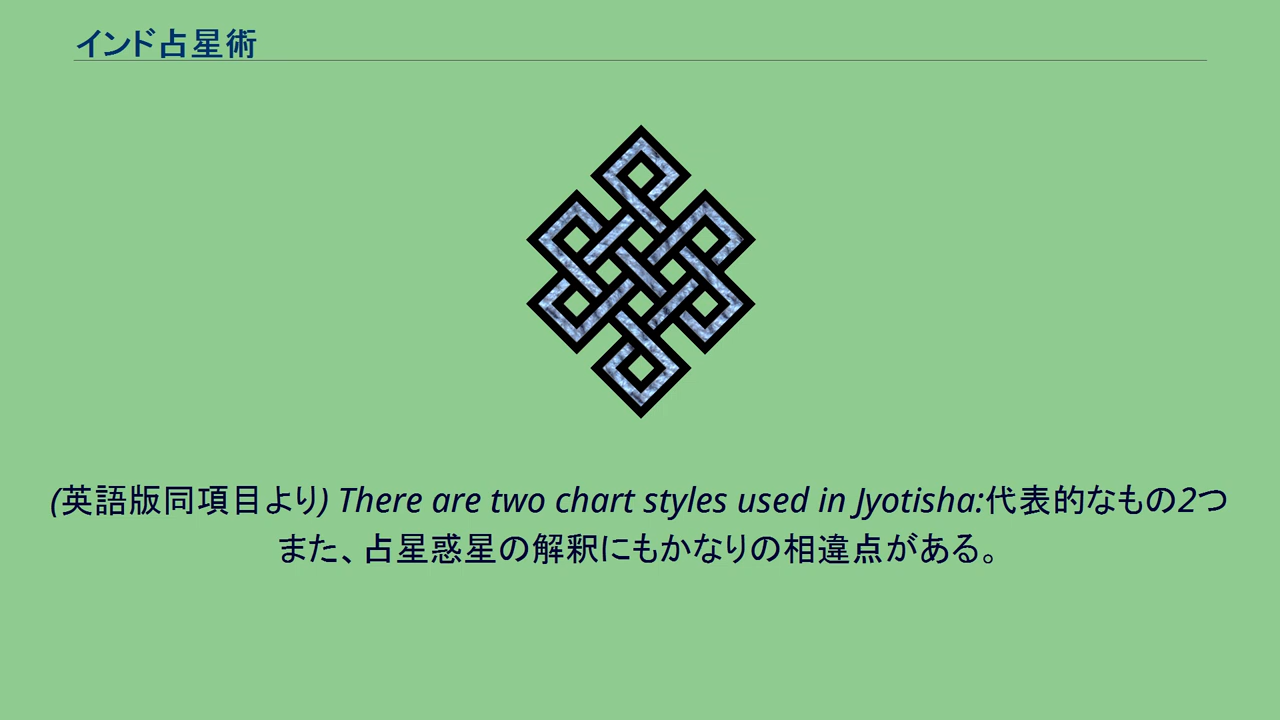 インド占星術
(英語版同項目より) There are two chart styles used in Jyotisha:代表的なもの2つ
また、占星惑星の解釈にもかなりの相違点がある。